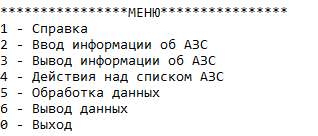 ****************МЕНЮ****************
1 - Справка
2 - Ввод информации об АЗС
3 - Вывод информации об АЗС
4 - Действия над списком АЗС
5 - Обработка данных
6 - Вывод данных
0 - Выход